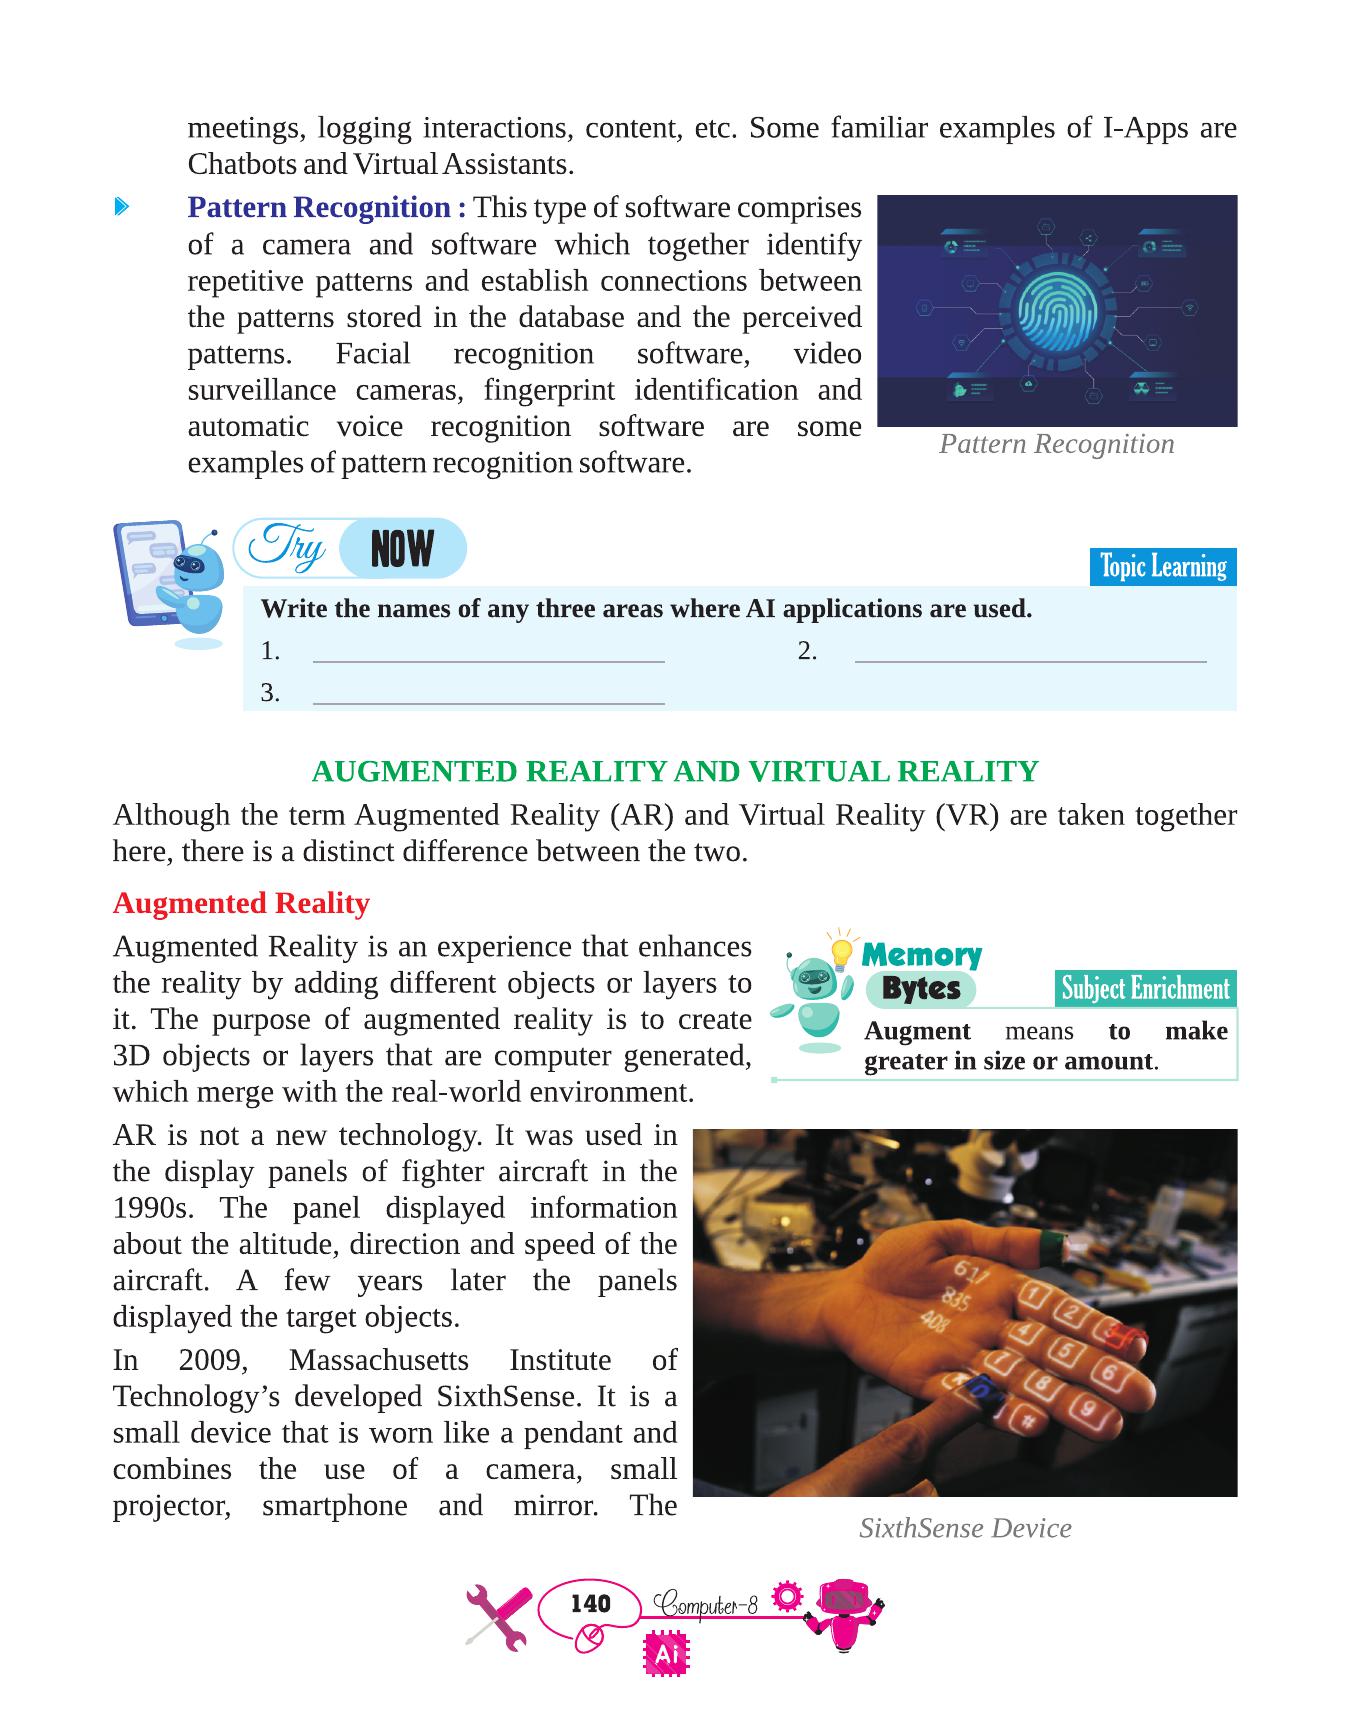 meetings, logging interactions, content, etc. Some familiar examples of I-Apps are
Chatbots and Virtual Assistants.
Pattern Recognition : This type of software comprises
of a camera and software which together identify
repetitive patterns and establish connections between
the patterns stored in the database and the perceived
patterns. Facial recognition software, video
surveillance cameras, fingerprint identification and
automatic voice recognition software are some
examples of pattern recognition software.
Pattern Recognition
Try NOW
Topic Learning
Write the names of any three areas where AI applications are used.
1. 2.
3.
AUGMENTED REALITY AND VIRTUAL REALITY
Although the term Augmented Reality (AR) and Virtual Reality (VR) are taken together
here, there is a distinct difference between the two.
Augmented Reality
Augmented Reality is an experience that enhances
the reality by adding different objects or layers to
it. The purpose of augmented reality is to create
3D objects or layers that are computer generated,
which merge with the real-world environment.
Memory
Bytes
Subject Enrichment
Augment means to make
greater in size or amount.
AR is not a new technology. It was used in
the display panels of fighter aircraft in the
1990s. The panel displayed information
about the altitude, direction and speed of the
aircraft. A few years later the panels
displayed the target objects.
In 2009, Massachusetts Institute of
Technology's developed SixthSense. It is a
small device that is worn like a pendant and
combines the use of a camera, small
projector, smartphone and mirror. The
617
835
408
1 2
4 5 6
7 8 9
#
SixthSense Device
140 Computer-8
Ai